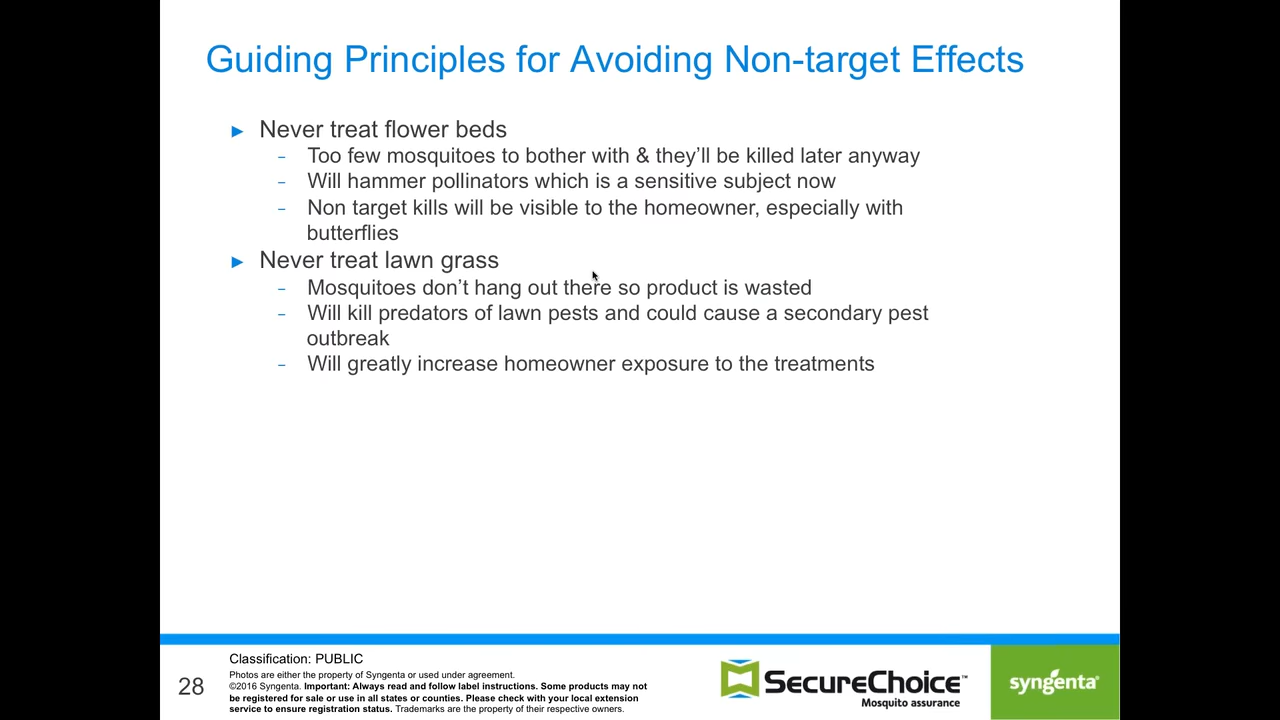 Guiding Principles for Avoiding Non-target Effects
► Never treat flower beds
– Too few mosquitoes to bother with & they’ll be killed later anyway
– Will hammer pollinators which is a sensitive subject now
– Non target kills will be visible to the homeowner, especially with
butterflies
► Never treat lawn grass
– Mosquitoes don’t hang out there so product is wasted
– Will kill predators of lawn pests and could cause a secondary pest
outbreak
– Will greatly increase homeowner exposure to the treatments
28
Classification: PUBLIC
Photos are either the property of Syngenta or used under agreement.
©2016 Syngenta. Important: Always read and follow label instructions. Some products may not
be registered for sale or use in all states or counties. Please check with your local extension
service to ensure registration status. Trademarks are the property of their respective owners.
SecureChoice™
Mosquito assurance
syngenta®